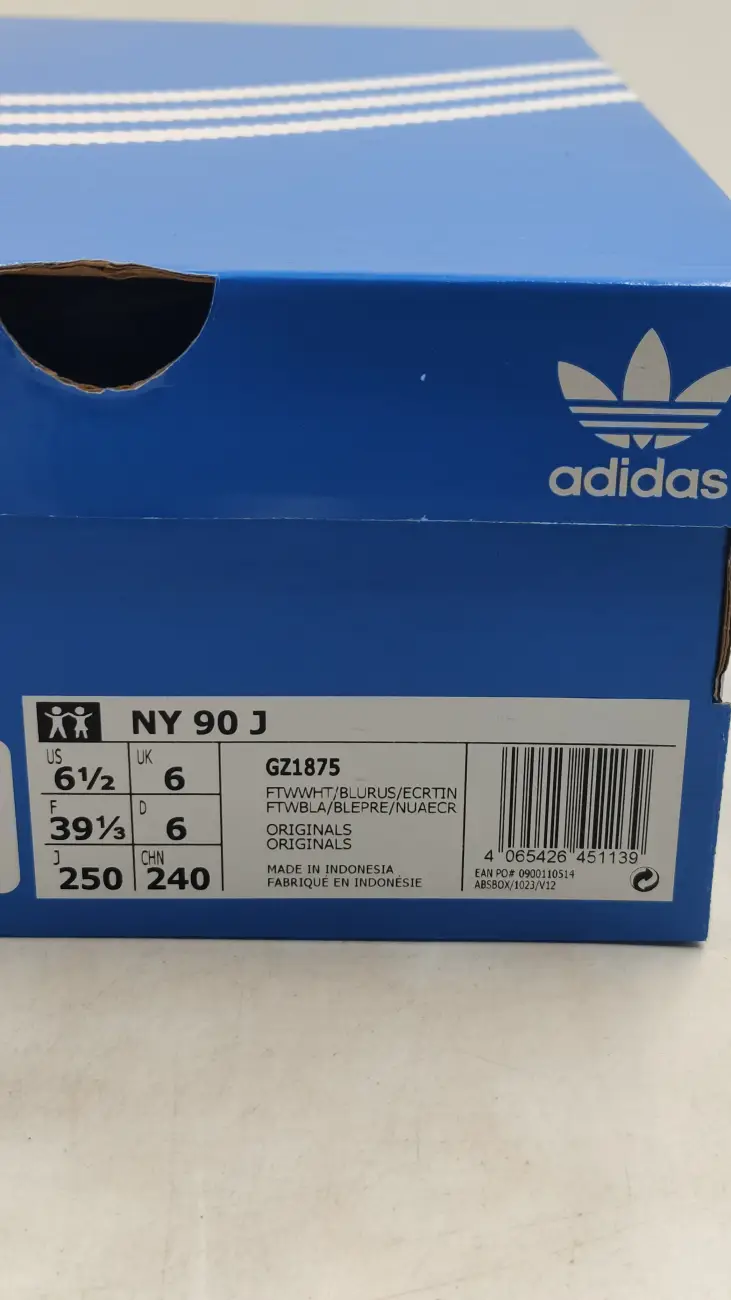 adidas
NY 90 J
US
6½
UK
6
F
39⅓
D
6
J
250
CHN
240
GZ1875
FTWWHT/BLURUS/ECRTIN
FTWBLA/BLEPRE/NUAECR
ORIGINALS
ORIGINALS
MADE IN INDONESIA
FABRIQUÉ EN INDONÉSIE
4 065426 451139
EAN PO# 0900110514
ABSBOX/1023/V12